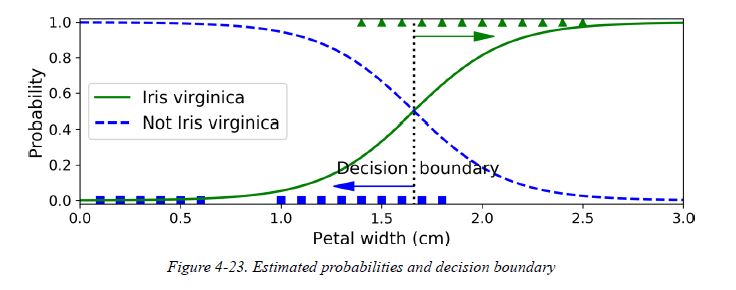 1.0
0.8
0.6
0.4
0.2
0.0
Probability
Iris virginica
Not Iris virginica
Decision boundary
0.0 0.5 1.0 1.5 2.0 2.5 3.0
Petal width (cm)
Figure 4-23. Estimated probabilities and decision boundary